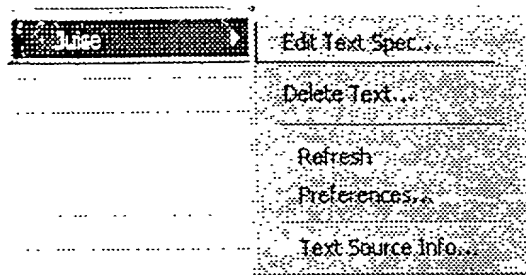 Juice
Edit Text Spec...
Delete Text...
Refresh
Preferences...
Text Source Info...